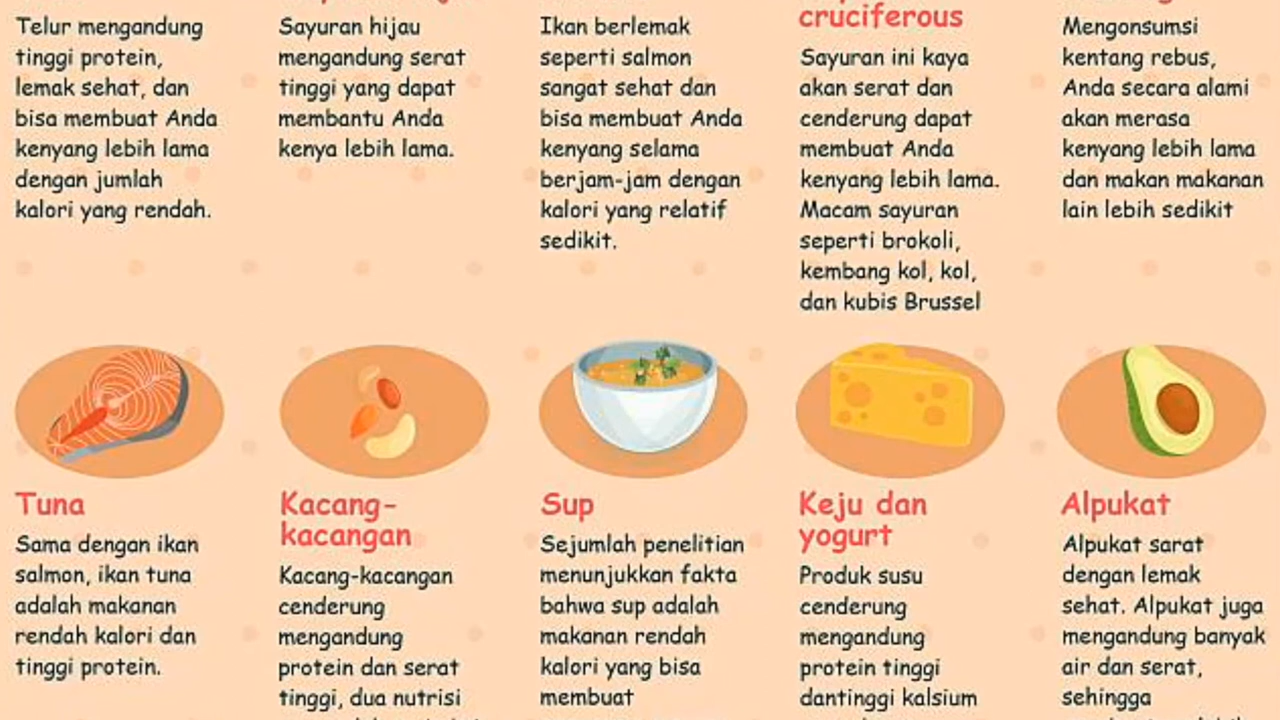 Telur mengandung
tinggi protein,
lemak sehat, dan
bisa membuat Anda
kenyang lebih lama
dengan jumlah
kalori yang rendah.
Sayuran hijau
mengandung serat
tinggi yang dapat
membantu Anda
kenya lebih lama.
Ikan berlemak
seperti salmon
sangat sehat dan
bisa membuat Anda
kenyang selama
berjam-jam dengan
kalori yang relatif
sedikit.
cruciferous
Sayuran ini kaya
akan serat dan
cenderung dapat
membuat Anda
kenyang lebih lama.
Macam sayuran
seperti brokoli,
kembang kol, kol,
dan kubis Brussel
Mengonsumsi
kentang rebus,
Anda secara alami
akan merasa
kenyang lebih lama
dan makan makanan
lain lebih sedikit
Tuna
Sama dengan ikan
salmon, ikan tuna
adalah makanan
rendah kalori dan
tinggi protein.
Kacang-
kacangan
Kacang-kacangan
cenderung
mengandung
protein dan serat
tinggi, dua nutrisi
Sup
Sejumlah penelitian
menunjukkan fakta
bahwa sup adalah
makanan rendah
kalori yang bisa
membuat
Keju dan
yogurt
Produk susu
cenderung
mengandung
protein tinggi
dantinggi kalsium
Alpukat
Alpukat sarat
dengan lemak
sehat. Alpukat juga
mengandung banyak
air dan serat,
sehingga